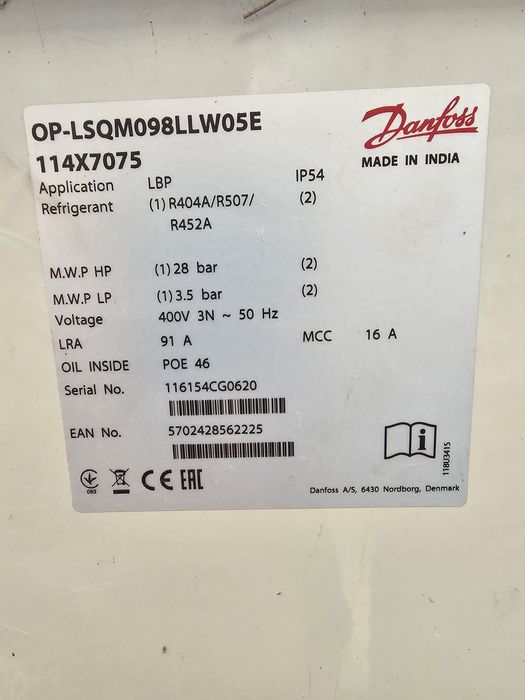 OP-LSQM098LLW05E
114X7075
Danfoss
MADE IN INDIA
Application LBP IP54
Refrigerant (1) R404A/R507/ (2)
R452A
M.W.P HP (1) 28 bar (2)
M.W.P LP (1) 3.5 bar (2)
Voltage 400V 3N ~ 50 Hz
LRA 91 A MCC 16 A
OIL INSIDE POE 46
Serial No. 116154CG0620
EAN No. 5702428562225
118U3415
080
CE EAC
Danfoss A/S, 6430 Nordborg, Denmark